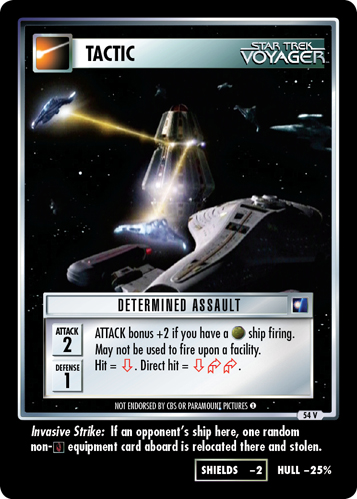 TACTIC
STAR TREK
VOYAGER
DETERMINED ASSAULT
ATTACK
2
DEFENSE
1
ATTACK bonus +2 if you have a ship firing.
May not be used to fire upon a facility.
Hit = . Direct hit = .
NOT ENDORSED BY CBS OR PARAMOUNT PICTURES
54 V
Invasive Strike: If an opponent's ship here, one random
non- equipment card aboard is relocated there and stolen.
SHIELDS -2 HULL -25%